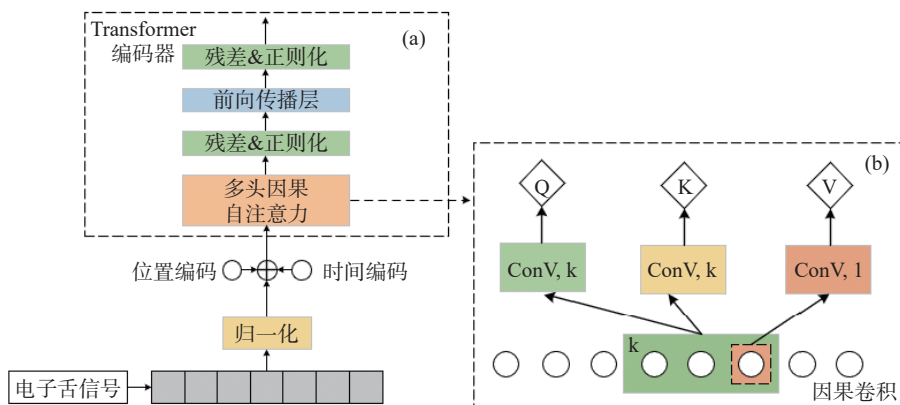 Transformer
编码器
(a)
残差&正则化
前向传播层
残差&正则化
多头因果
自注意力
位置编码
时间编码
归一化
电子舌信号
(b)
Q
K
V
ConV, k
ConV, k
ConV, 1
k
因果卷积